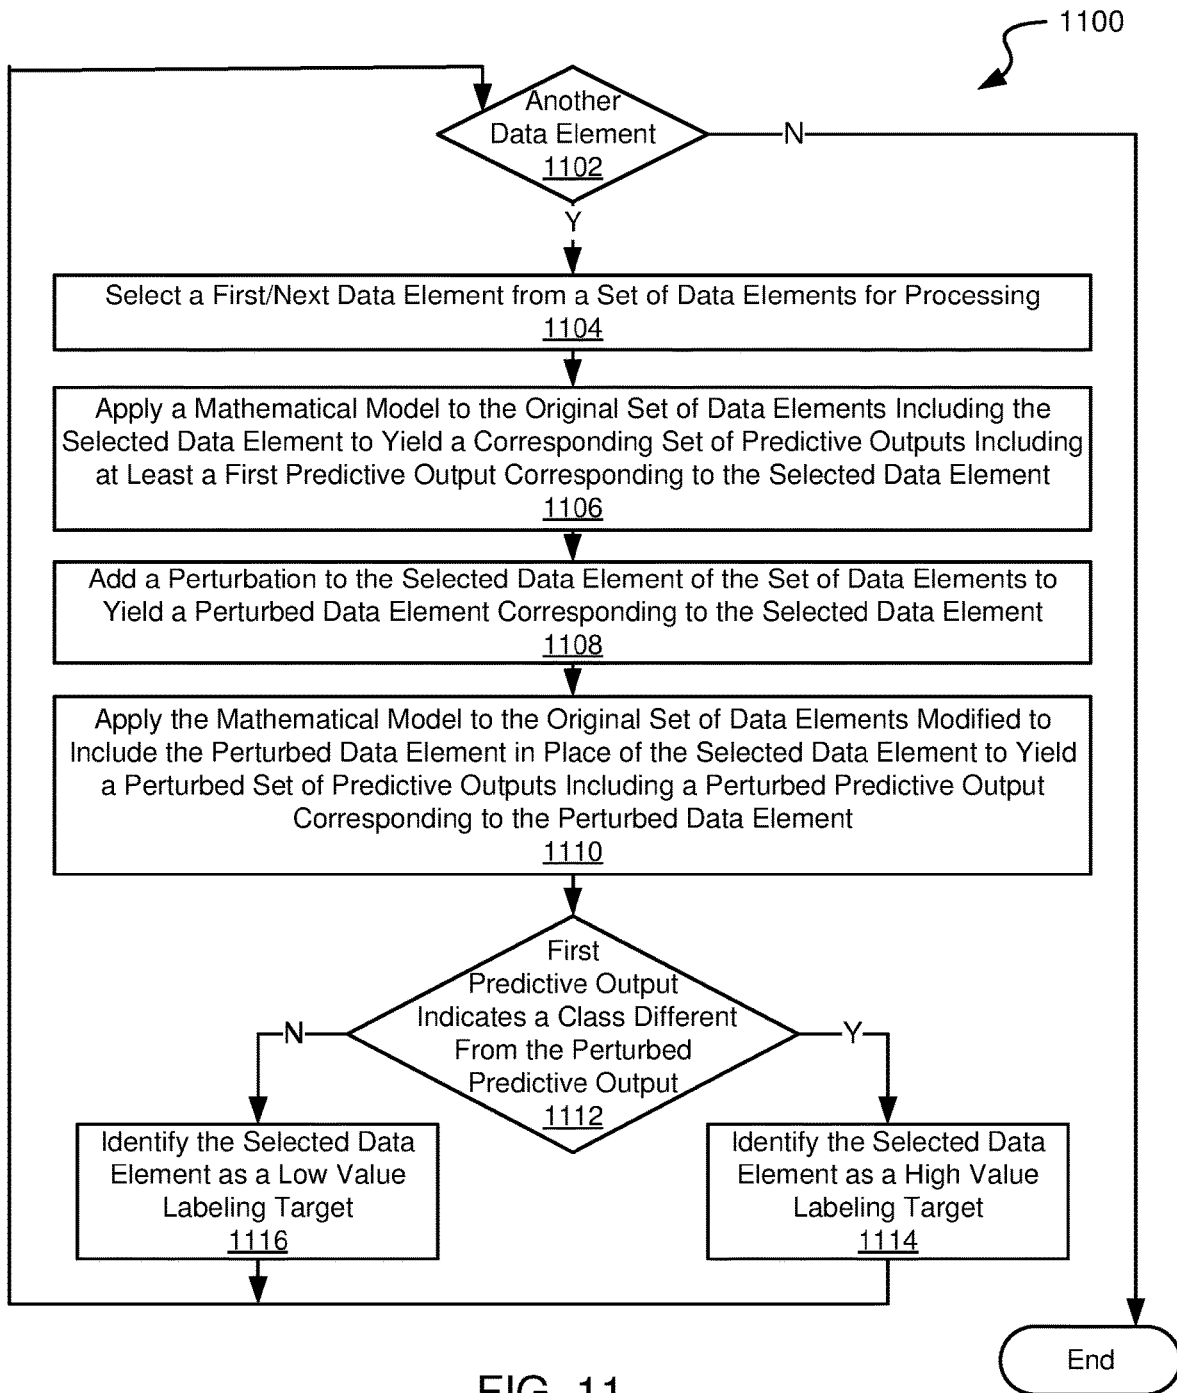 1100
Another
Data Element
1102
N
Y
Select a First/Next Data Element from a Set of Data Elements for Processing
1104
Apply a Mathematical Model to the Original Set of Data Elements Including the
Selected Data Element to Yield a Corresponding Set of Predictive Outputs Including
at Least a First Predictive Output Corresponding to the Selected Data Element
1106
Add a Perturbation to the Selected Data Element of the Set of Data Elements to
Yield a Perturbed Data Element Corresponding to the Selected Data Element
1108
Apply the Mathematical Model to the Original Set of Data Elements Modified to
Include the Perturbed Data Element in Place of the Selected Data Element to Yield
a Perturbed Set of Predictive Outputs Including a Perturbed Predictive Output
Corresponding to the Perturbed Data Element
1110
First
Predictive Output
Indicates a Class Different
From the Perturbed
Predictive Output
1112
N
Y
Identify the Selected Data
Element as a Low Value
Labeling Target
1116
Identify the Selected Data
Element as a High Value
Labeling Target
1114
End
FIG. 11